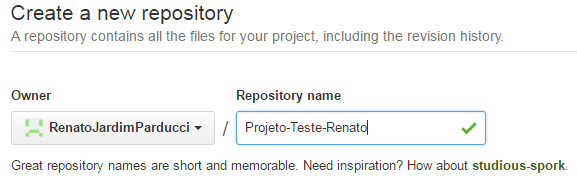 Create a new repository
A repository contains all the files for your project, including the revision history.
Owner Repository name
RenatoJardimParducci / Projeto-Teste-Renato
Great repository names are short and memorable. Need inspiration? How about studious-spork.